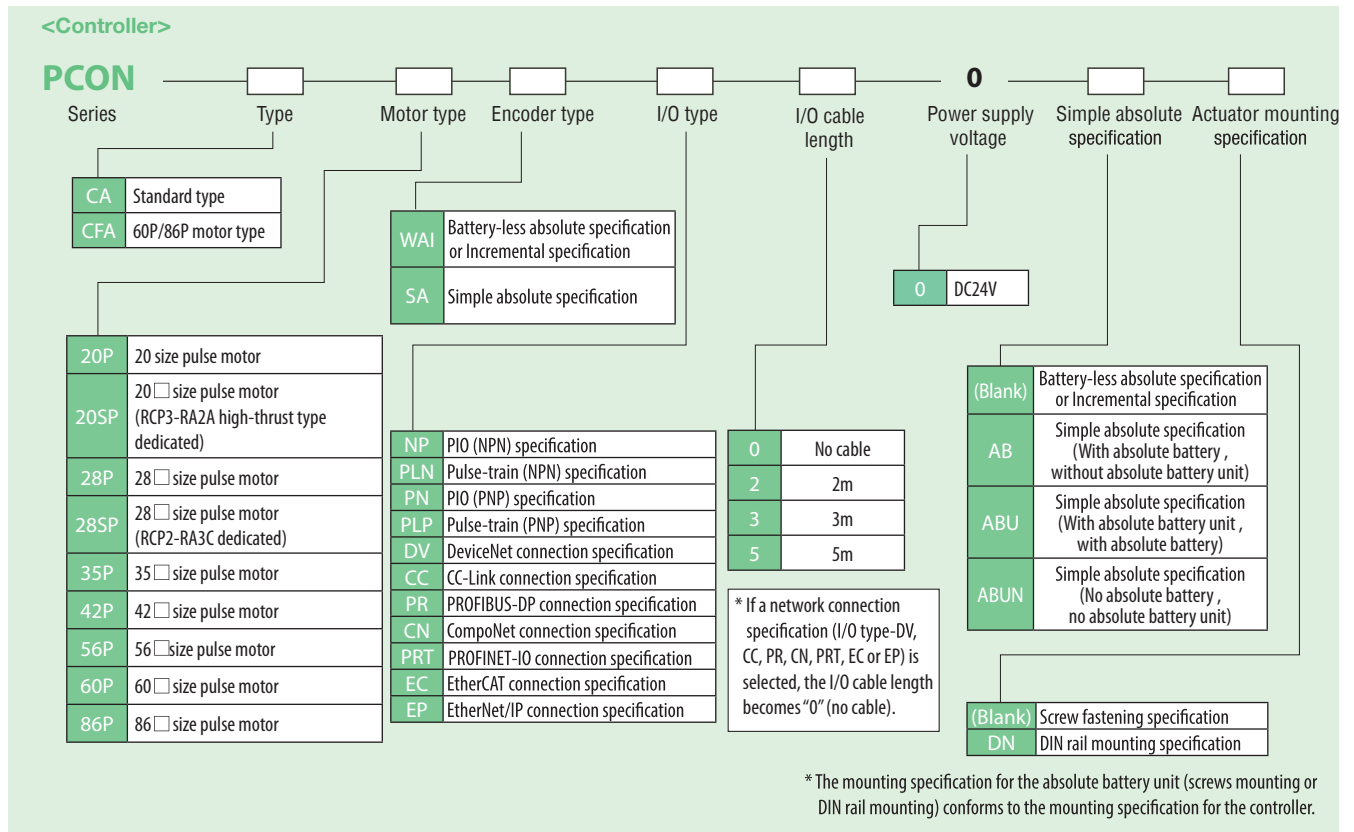 <Controller>
PCON
0
Series
Type
Motor type
Encoder type
I/O type
I/O cable
length
Power supply
voltage
Simple absolute
specification
Actuator mounting
specification
CA Standard type
CFA 60P/86P motor type
WAI Battery-less absolute specification
or Incremental specification
SA Simple absolute specification
0 DC24V
20P 20 size pulse motor
20SP 20□ size pulse motor
(RCP3-RA2A high-thrust type
dedicated)
28P 28□ size pulse motor
28SP 28□ size pulse motor
(RCP2-RA3C dedicated)
35P 35□ size pulse motor
42P 42□ size pulse motor
56P 56□size pulse motor
60P 60□ size pulse motor
86P 86□ size pulse motor
NP PIO (NPN) specification
PLN Pulse-train (NPN) specification
PN PIO (PNP) specification
PLP Pulse-train (PNP) specification
DV DeviceNet connection specification
CC CC-Link connection specification
PR PROFIBUS-DP connection specification
CN CompoNet connection specification
PRT PROFINET-IO connection specification
EC EtherCAT connection specification
EP EtherNet/IP connection specification
0 No cable
2 2m
3 3m
5 5m
* If a network connection
specification (I/O type-DV,
CC, PR, CN, PRT, EC or EP) is
selected, the I/O cable length
becomes “0” (no cable).
(Blank) Battery-less absolute specification
or Incremental specification
AB Simple absolute specification
(With absolute battery ,
without absolute battery unit)
ABU Simple absolute specification
(With absolute battery unit ,
with absolute battery)
ABUN Simple absolute specification
(No absolute battery ,
no absolute battery unit)
(Blank) Screw fastening specification
DN DIN rail mounting specification
* The mounting specification for the absolute battery unit (screws mounting or
DIN rail mounting) conforms to the mounting specification for the controller.